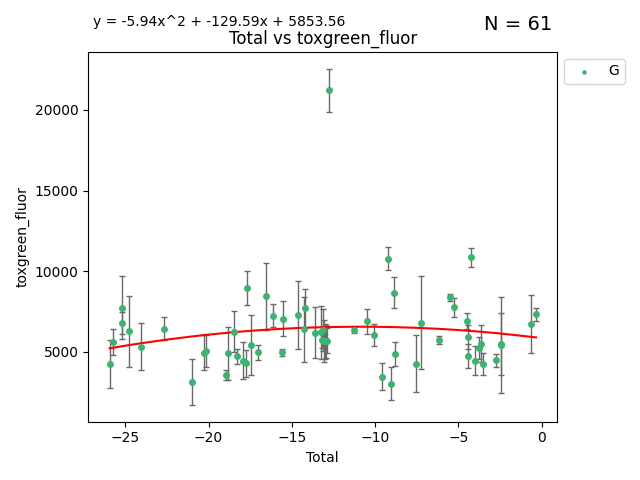 y = -5.94x^2 + -129.59x + 5853.56
N = 61
Total vs toxgreen_fluor
G
20000
15000
10000
5000
toxgreen_fluor
−25
−20
−15
−10
−5
0
Total